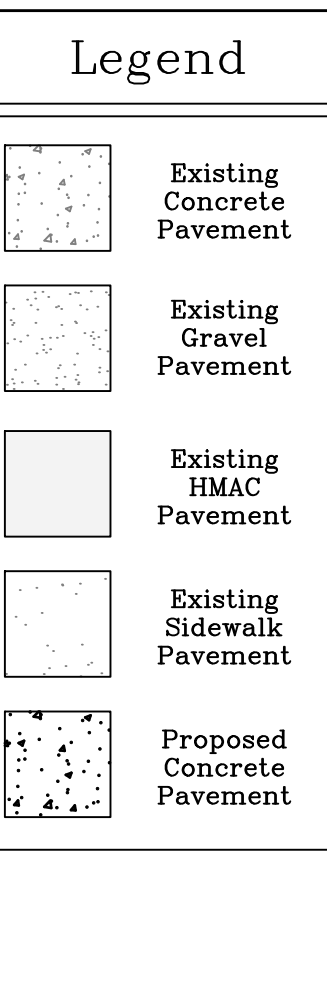 Legend
Existing
Concrete
Pavement
Existing
Gravel
Pavement
Existing
HMAC
Pavement
Existing
Sidewalk
Pavement
Proposed
Concrete
Pavement